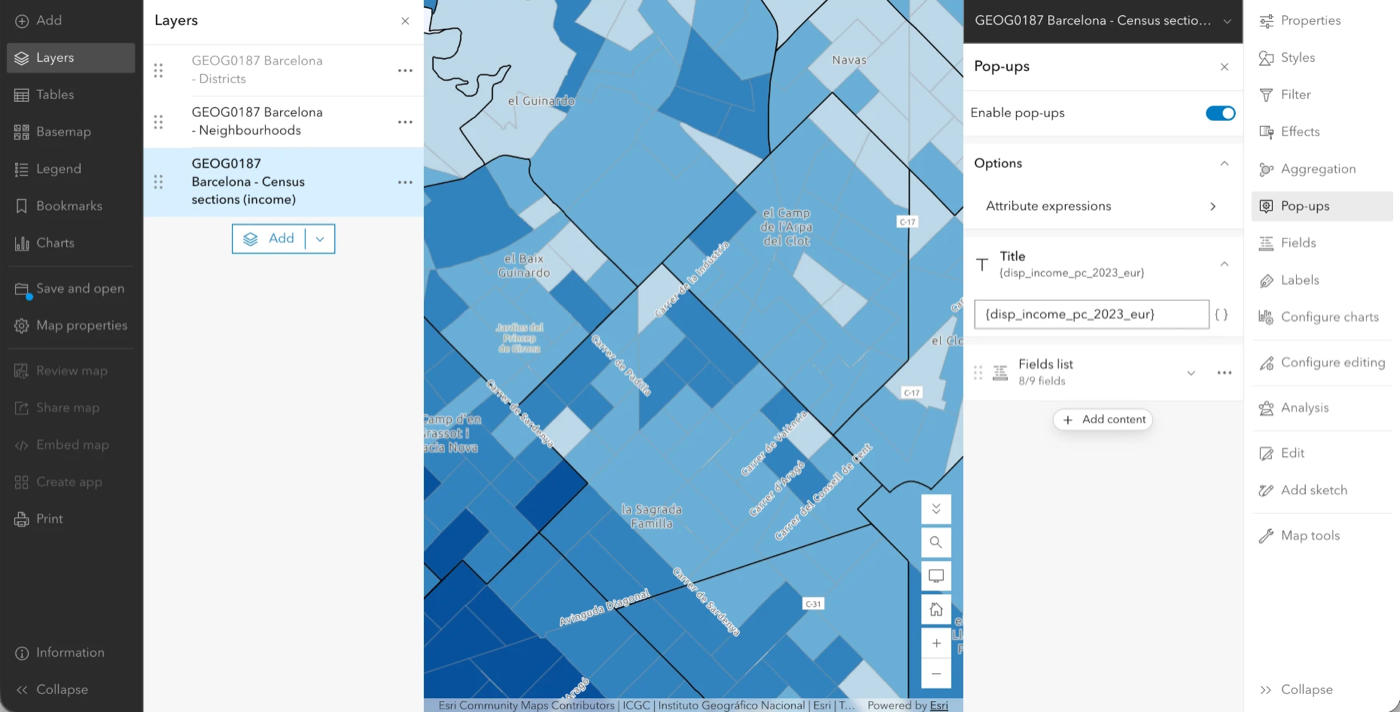 Add
Layers
Tables
Basemap
Legend
Bookmarks
Charts
Save and open
Map properties
Review map
Share map
Embed map
Create app
Print
Information
Collapse
Layers
GEOG0187 Barcelona
- Districts
GEOG0187 Barcelona
- Neighbourhoods
GEOG0187
Barcelona - Census
sections (income)
Add
Navas
el Guinardó
el Camp
de l'Arpa
del Clot
C-17
el Baix
Guinardó
Carrer de la Indústria
Jardins del
Príncep
de Girona
Carrer de Padilla
C-17
Carrer de Sardenya
Camp d'en
Grassot i
Gràcia Nova
Carrer de València
Carrer d'Aragó
Carrer del Consell de Cent
la Sagrada
Família
Carrer de Sardenya
Avinguda Diagonal
C-31
Esri Community Maps Contributors | ICGC | Instituto Geográfico Nacional | Esri | T...
Powered by Esri
GEOG0187 Barcelona - Census sectio...
Pop-ups
Enable pop-ups
Options
Attribute expressions
Title
{disp_income_pc_2023_eur}
{disp_income_pc_2023_eur}
{ }
Fields list
8/9 fields
Add content
Properties
Styles
Filter
Effects
Aggregation
Pop-ups
Fields
Labels
Configure charts
Configure editing
Analysis
Edit
Add sketch
Map tools
Collapse